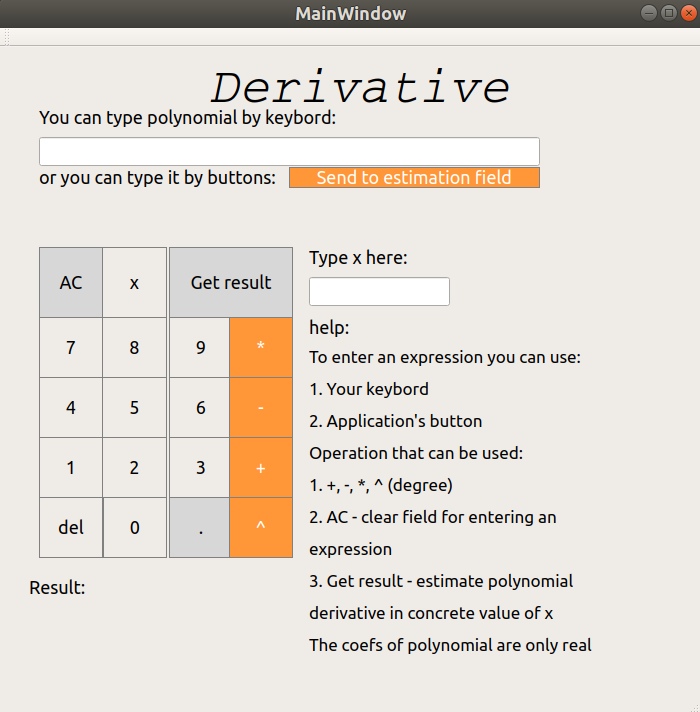 MainWindow
Derivative
You can type polynomial by keybord:
or you can type it by buttons: Send to estimation field
AC x Get result
7 8 9 *
4 5 6 -
1 2 3 +
del 0 . ^
Result:
Type x here:
help:
To enter an expression you can use:
1. Your keybord
2. Application's button
Operation that can be used:
1. +, -, *, ^ (degree)
2. AC - clear field for entering an
expression
3. Get result - estimate polynomial
derivative in concrete value of x
The coefs of polynomial are only real